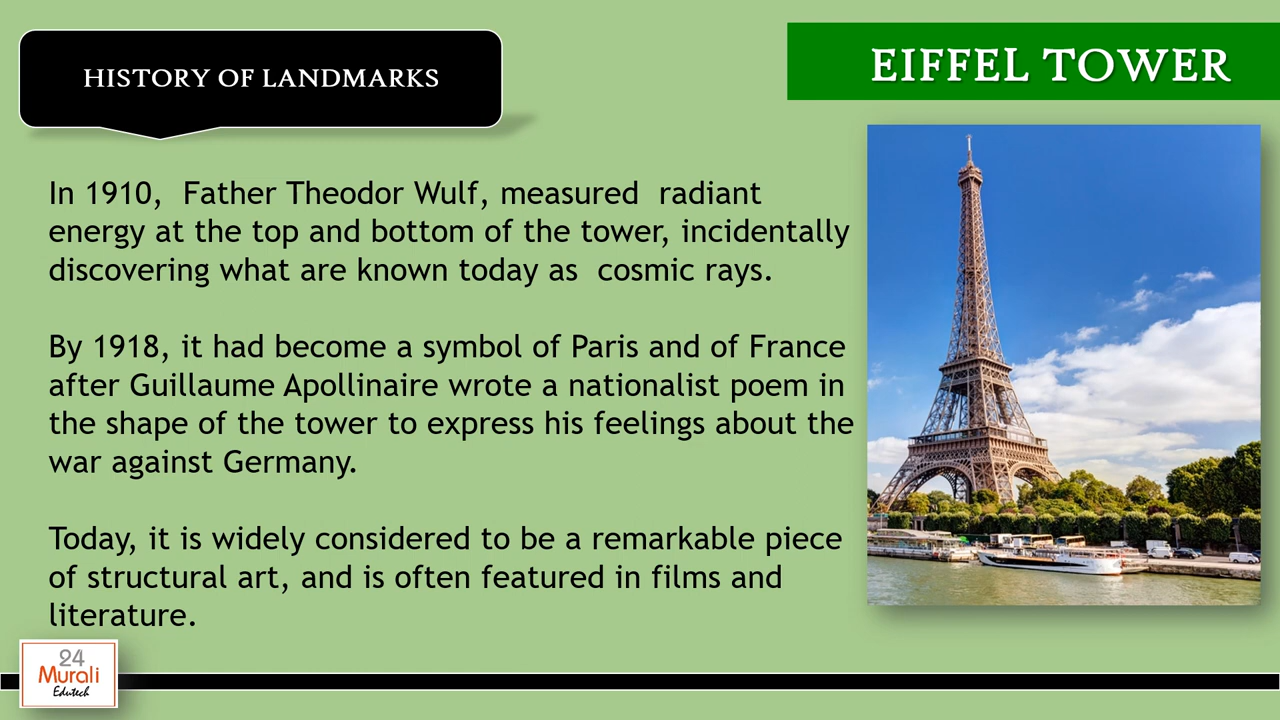 HISTORY OF LANDMARKS
EIFFEL TOWER
In 1910,  Father Theodor Wulf, measured  radiant
energy at the top and bottom of the tower, incidentally
discovering what are known today as  cosmic rays.
By 1918, it had become a symbol of Paris and of France
after Guillaume Apollinaire wrote a nationalist poem in
the shape of the tower to express his feelings about the
war against Germany.
Today, it is widely considered to be a remarkable piece
of structural art, and is often featured in films and
literature.
24
Murali
Edutech